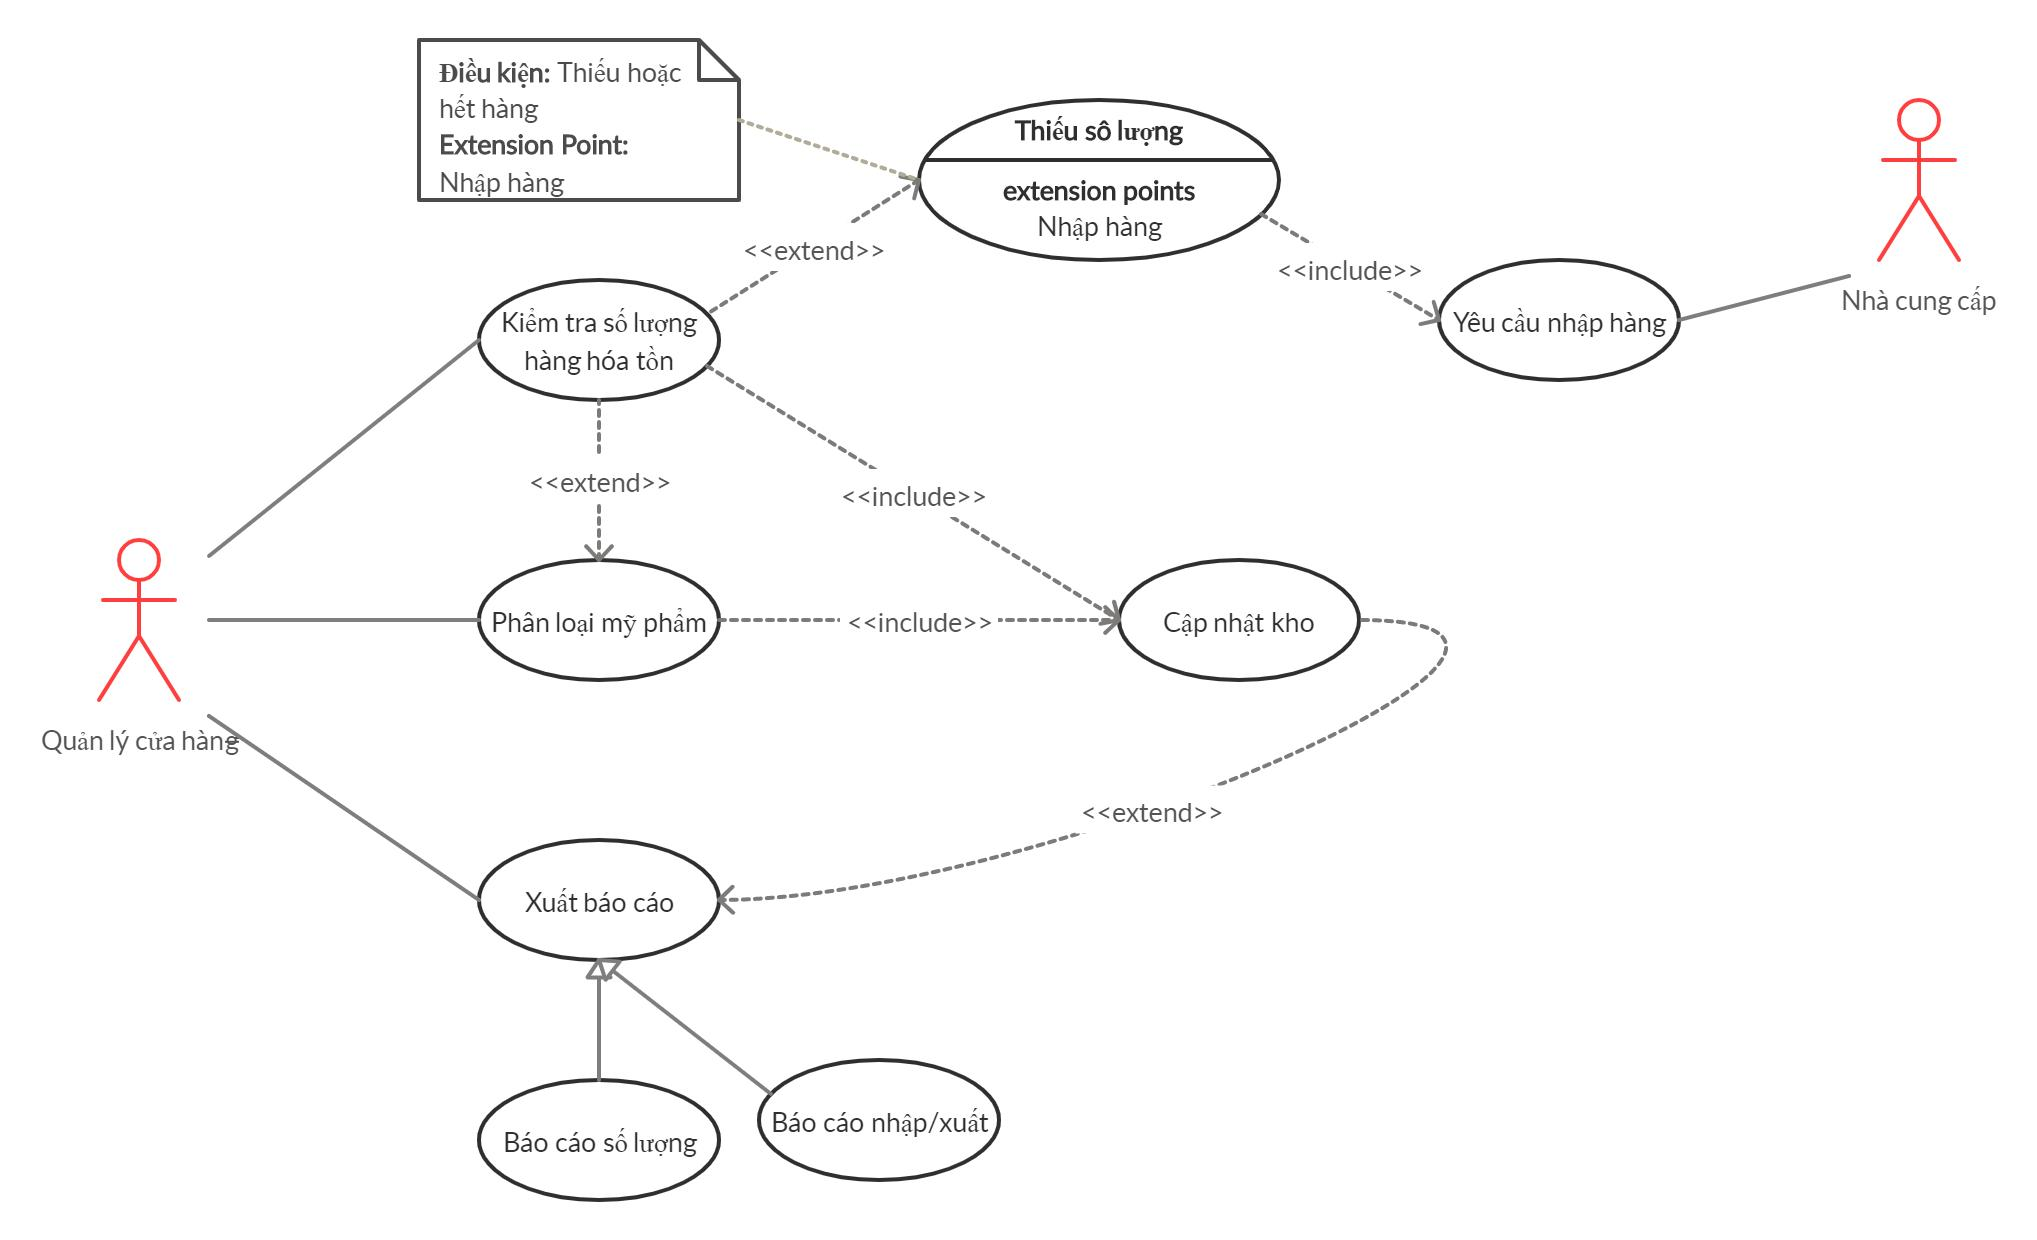 Điều kiện: Thiếu hoặc
hết hàng
Extension Point:
Nhập hàng
Thiếu sô lượng
extension points
Nhập hàng
<<extend>>
<<include>>
Nhà cung cấp
Kiểm tra số lượng
hàng hóa tồn
Yêu cầu nhập hàng
<<extend>>
<<include>>
Phân loại mỹ phẩm
<<include>>
Cập nhật kho
Quản lý cửa hàng
<<extend>>
Xuất báo cáo
Báo cáo số lượng
Báo cáo nhập/xuất